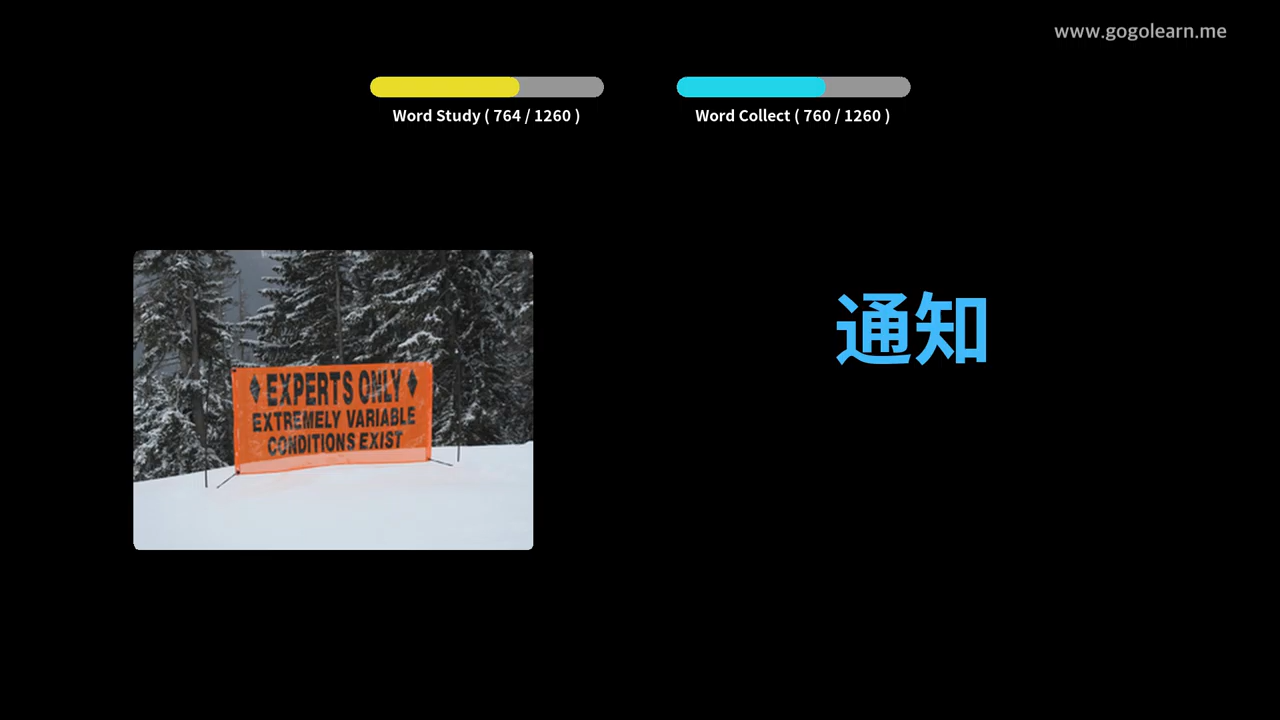 www.gogolearn.me
Word Study ( 764 / 1260 )
Word Collect ( 760 / 1260 )
EXPERTS ONLY
EXTREMELY VARIABLE
CONDITIONS EXIST
通知